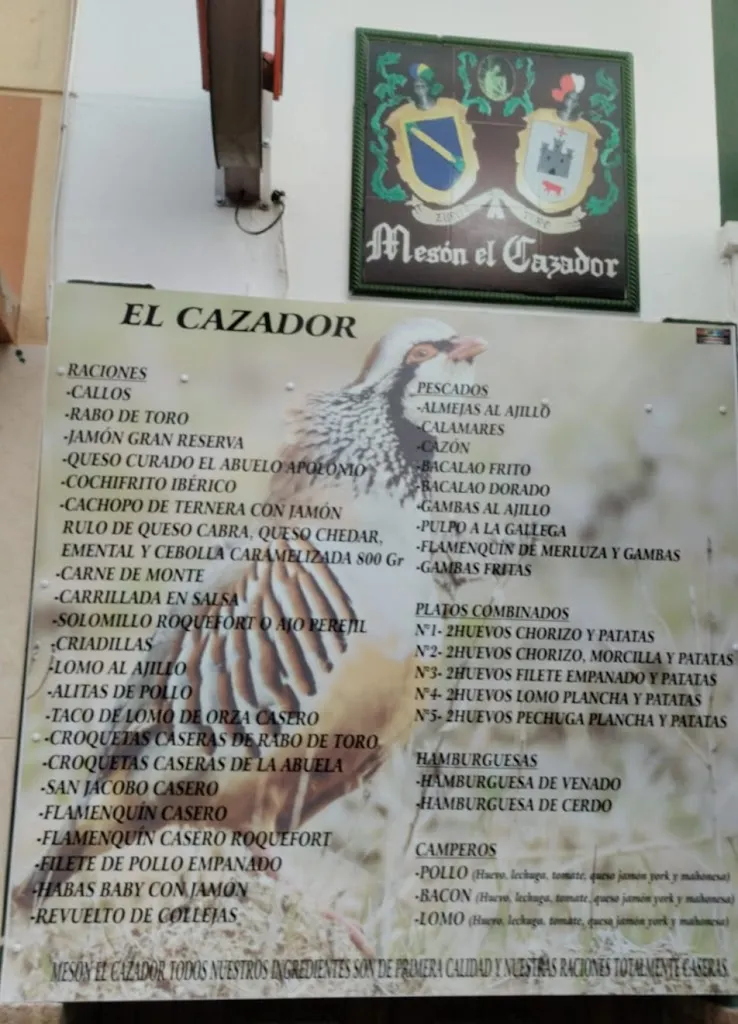 Mesón el Cazador
EL CAZADOR
RACIONES
-CALLOS
-RABO DE TORO
-JAMÓN GRAN RESERVA
-QUESO CURADO EL ABUELO APOLONIO
-COCHIFRITO IBÉRICO
-CACHOPO DE TERNERA CON JAMÓN
RULO DE QUESO CABRA, QUESO CHEDAR,
EMENTAL Y CEBOLLA CARAMELIZADA 800 Gr
-CARNE DE MONTE
-CARRILLADA EN SALSA
-SOLOMILLO ROQUEFORT O AJO PEREJIL
-CRIADILLAS
-LOMO AL AJILLO
-ALITAS DE POLLO
-TACO DE LOMO DE ORZA CASERO
-CROQUETAS CASERAS DE RABO DE TORO
-CROQUETAS CASERAS DE LA ABUELA
-SAN JACOBO CASERO
-FLAMENQUÍN CASERO
-FLAMENQUÍN CASERO ROQUEFORT
-FILETE DE POLLO EMPANADO
-HABAS BABY CON JAMÓN
-REVUELTO DE COLLEJAS
PESCADOS
-ALMEJAS AL AJILLO
-CALAMARES
-CAZÓN
-BACALAO FRITO
-BACALAO DORADO
-GAMBAS AL AJILLO
-PULPO A LA GALLEGA
-FLAMENQUÍN DE MERLUZA Y GAMBAS
-GAMBAS FRITAS
PLATOS COMBINADOS
Nº1- 2HUEVOS CHORIZO Y PATATAS
Nº2- 2HUEVOS CHORIZO, MORCILLA Y PATATAS
Nº3- 2HUEVOS FILETE EMPANADO Y PATATAS
Nº4- 2HUEVOS LOMO PLANCHA Y PATATAS
Nº5- 2HUEVOS PECHUGA PLANCHA Y PATATAS
HAMBURGUESAS
-HAMBURGUESA DE VENADO
-HAMBURGUESA DE CERDO
CAMPEROS
-POLLO (Huevo, lechuga, tomate, queso jamón york y mahonesa)
-BACON (Huevo, lechuga, tomate, queso jamón york y mahonesa)
-LOMO (Huevo, lechuga, tomate, queso jamón york y mahonesa)
MESÓN EL CAZADOR TODOS NUESTROS INGREDIENTES SON DE PRIMERA CALIDAD Y NUESTRAS RACIONES TOTALMENTE CASERAS.